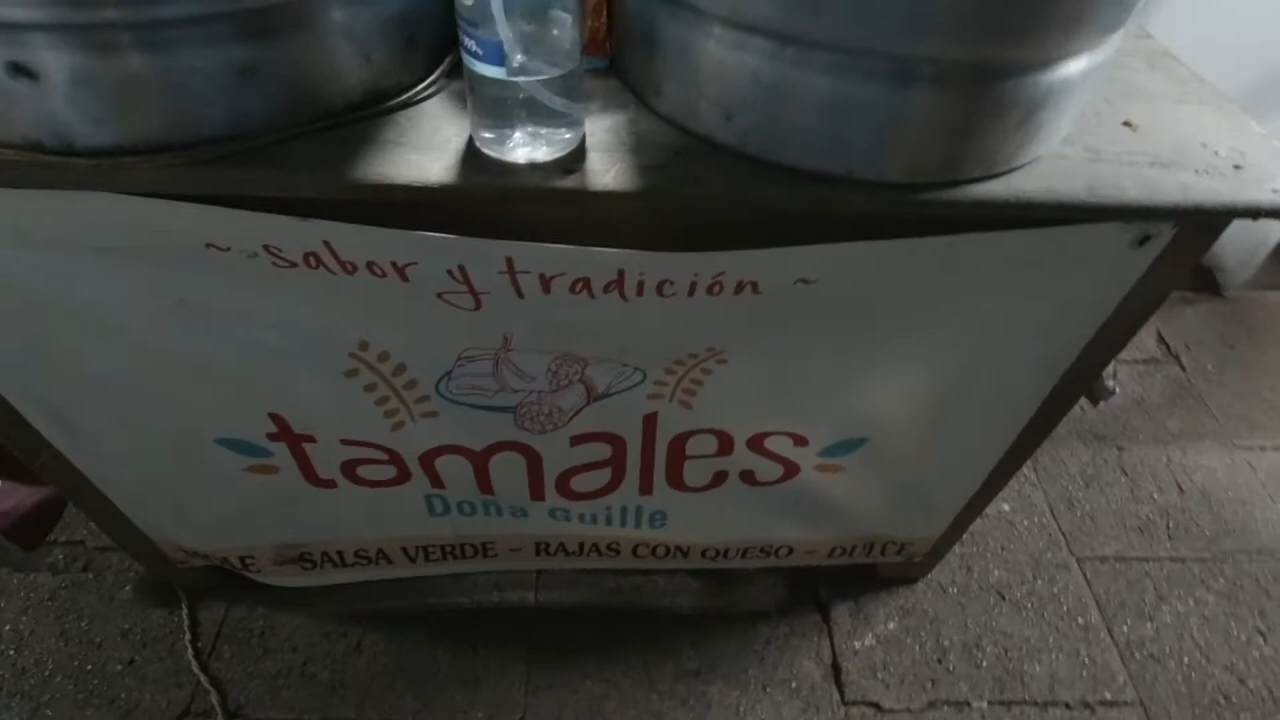 ~ sabor y tradición ~
tamales
Doña Guille
SALSA VERDE - RAJAS CON QUESO - DULCE